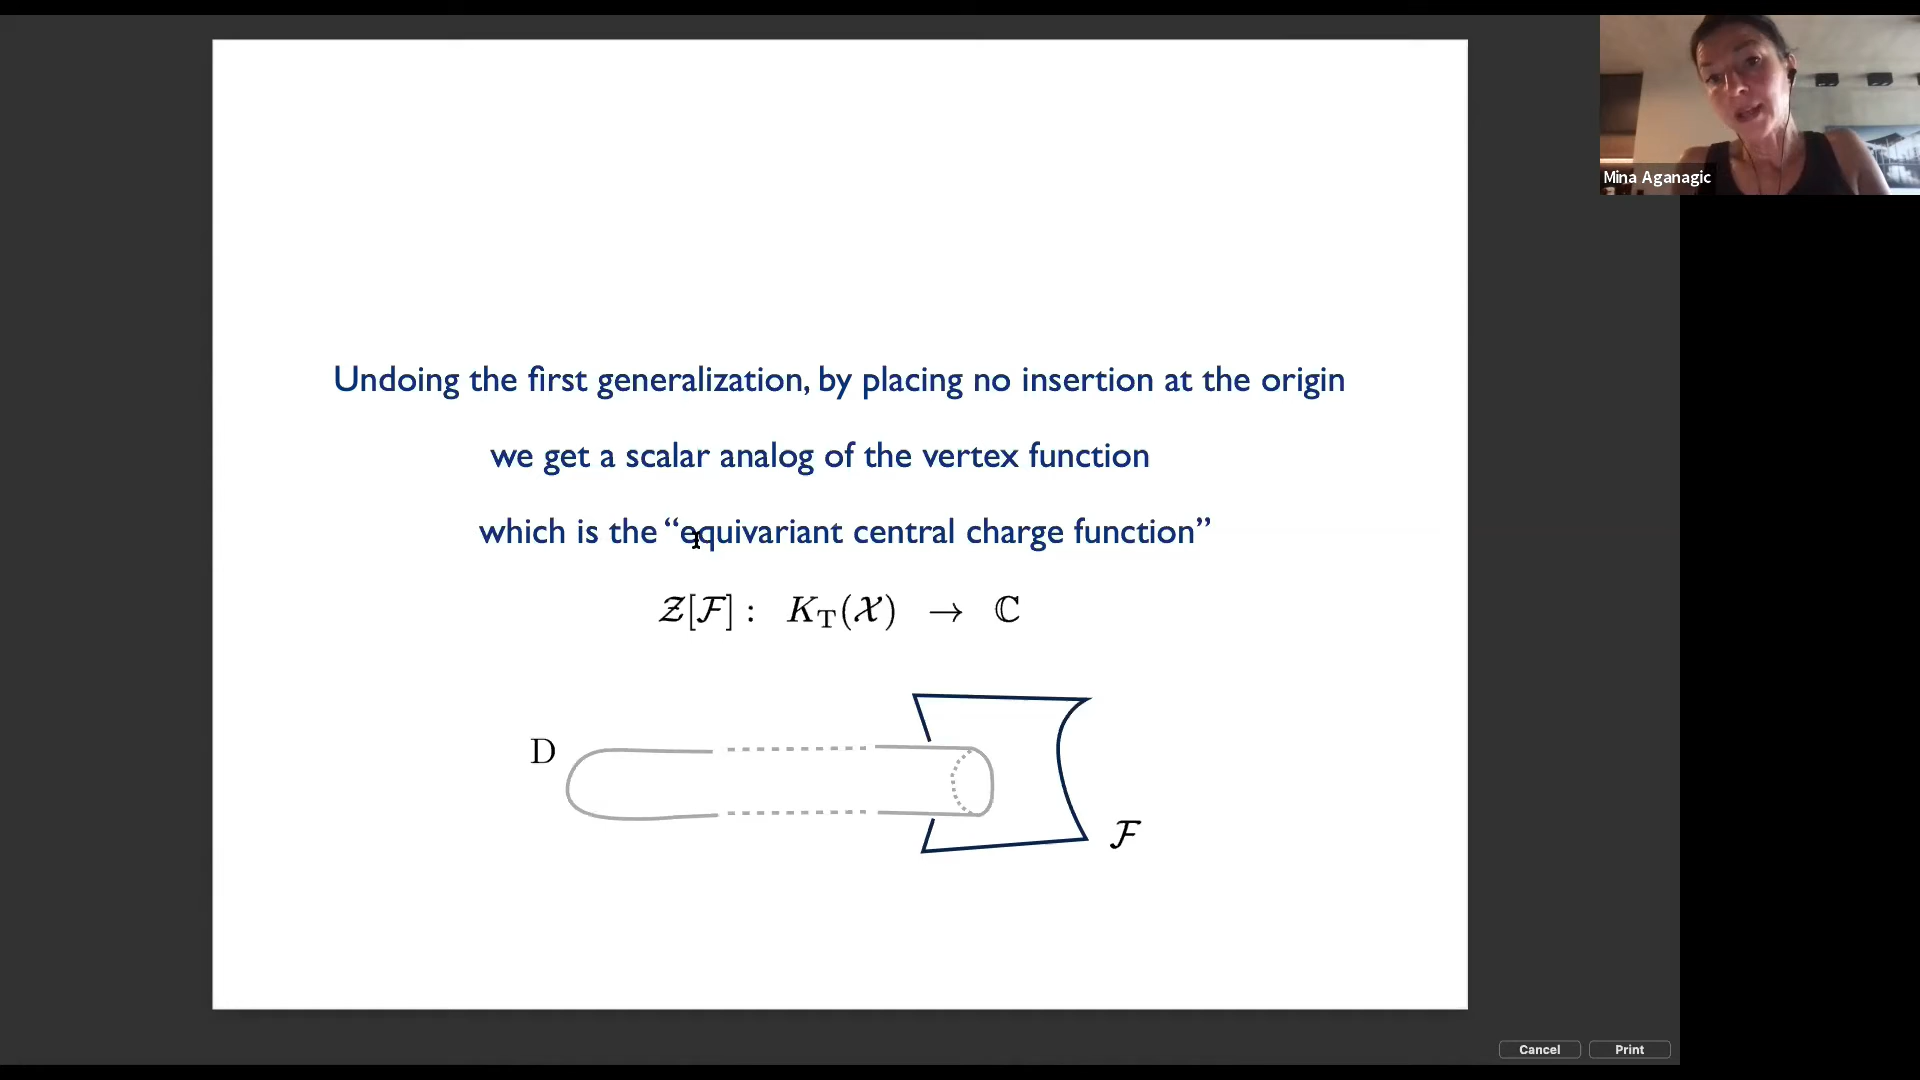 Mina Aganagic
Undoing the first generalization, by placing no insertion at the origin
we get a scalar analog of the vertex function
which is the “equivariant central charge function”
𝒵[ℱ] : K_T(𝒳) → ℂ
D
ℱ
Cancel Print